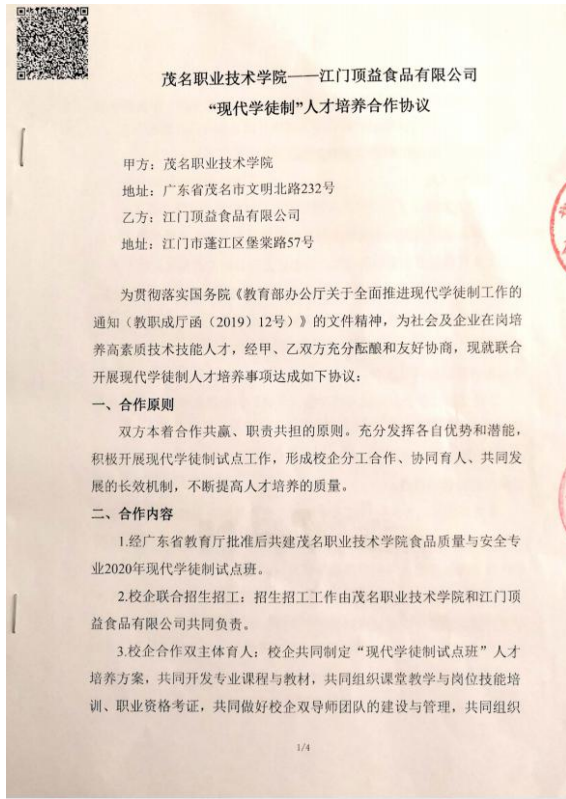 茂名职业技术学院——江门顶益食品有限公司
“现代学徒制”人才培养合作协议
甲方：茂名职业技术学院
地址：广东省茂名市文明北路232号
乙方：江门顶益食品有限公司
地址：江门市蓬江区堡棠路57号
为贯彻落实国务院《教育部办公厅关于全面推进现代学徒制工作的
通知（教职成厅函（2019）12号）》的文件精神，为社会及企业在岗培
养高素质技术技能人才，经甲、乙双方充分酝酿和友好协商，现就联合
开展现代学徒制人才培养事项达成如下协议：
一、合作原则
双方本着合作共赢、职责共担的原则。充分发挥各自优势和潜能，
积极开展现代学徒制试点工作，形成校企分工合作、协同育人、共同发
展的长效机制，不断提高人才培养的质量。
二、合作内容
1.经广东省教育厅批准后共建茂名职业技术学院食品质量与安全专
业2020年现代学徒制试点班。
2.校企联合招生招工：招生招工工作由茂名职业技术学院和江门顶
益食品有限公司共同负责。
3.校企合作双主体育人：校企共同制定“现代学徒制试点班”人才
培养方案，共同开发专业课程与教材，共同组织课堂教学与岗位技能培
训、职业资格考证，共同做好校企双导师团队的建设与管理，共同组织
1/4